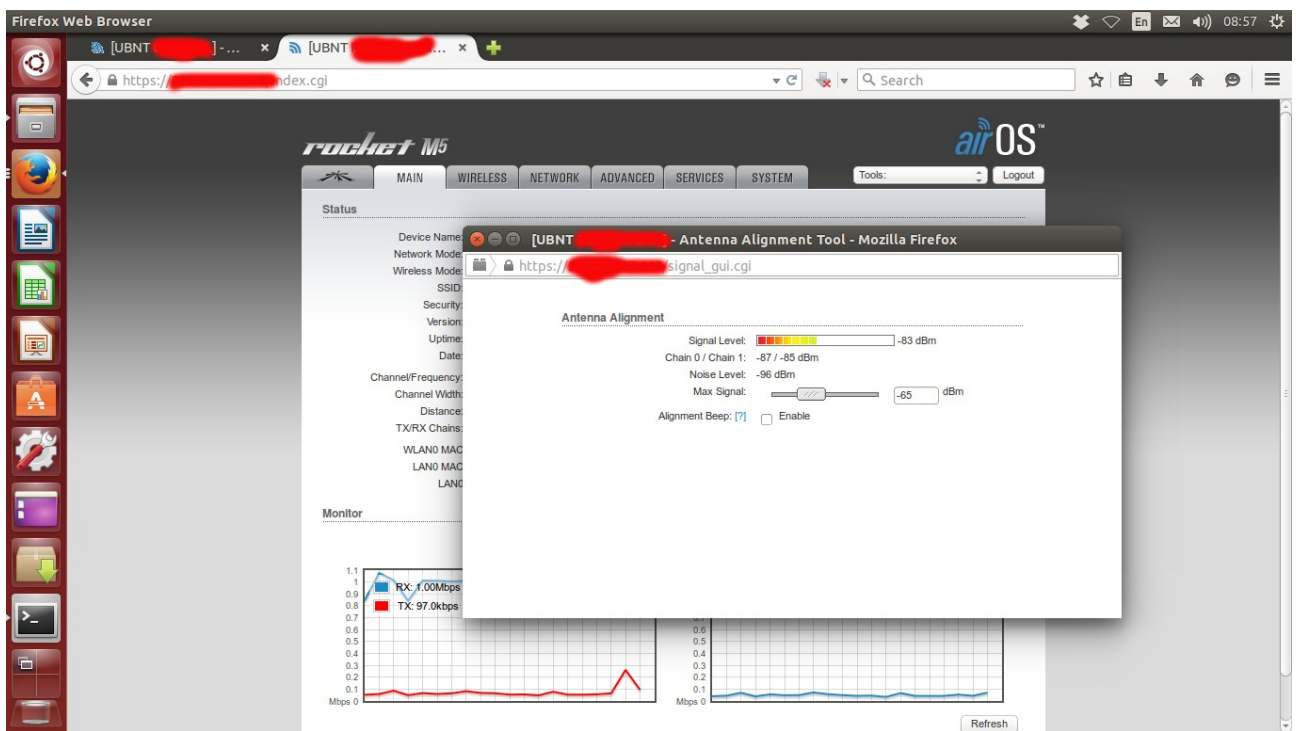 Firefox Web Browser
En
08:57
[UBNT ] - ... ×
[UBNT ... ×
https:// ndex.cgi
Search
rocket M5
airOS™
MAIN WIRELESS NETWORK ADVANCED SERVICES SYSTEM
Tools:
Logout
Status
Device Name:
Network Mode:
Wireless Mode:
SSID:
Security:
Version:
Uptime:
Date:
Channel/Frequency:
Channel Width:
Distance:
TX/RX Chains:
WLAN0 MAC
LAN0 MAC
LAN0
[UBNT ] - Antenna Alignment Tool - Mozilla Firefox
https:// /signal_gui.cgi
Antenna Alignment
Signal Level: -83 dBm
Chain 0 / Chain 1: -87 / -85 dBm
Noise Level: -96 dBm
Max Signal: -65 dBm
Alignment Beep: [?] Enable
Monitor
1.1
1
0.9
0.8
0.7
0.6
0.5
0.4
0.3
0.2
0.1
Mbps 0
RX: 1.00Mbps
TX: 97.0kbps
0.6
0.5
0.4
0.3
0.2
0.1
Mbps 0
Refresh